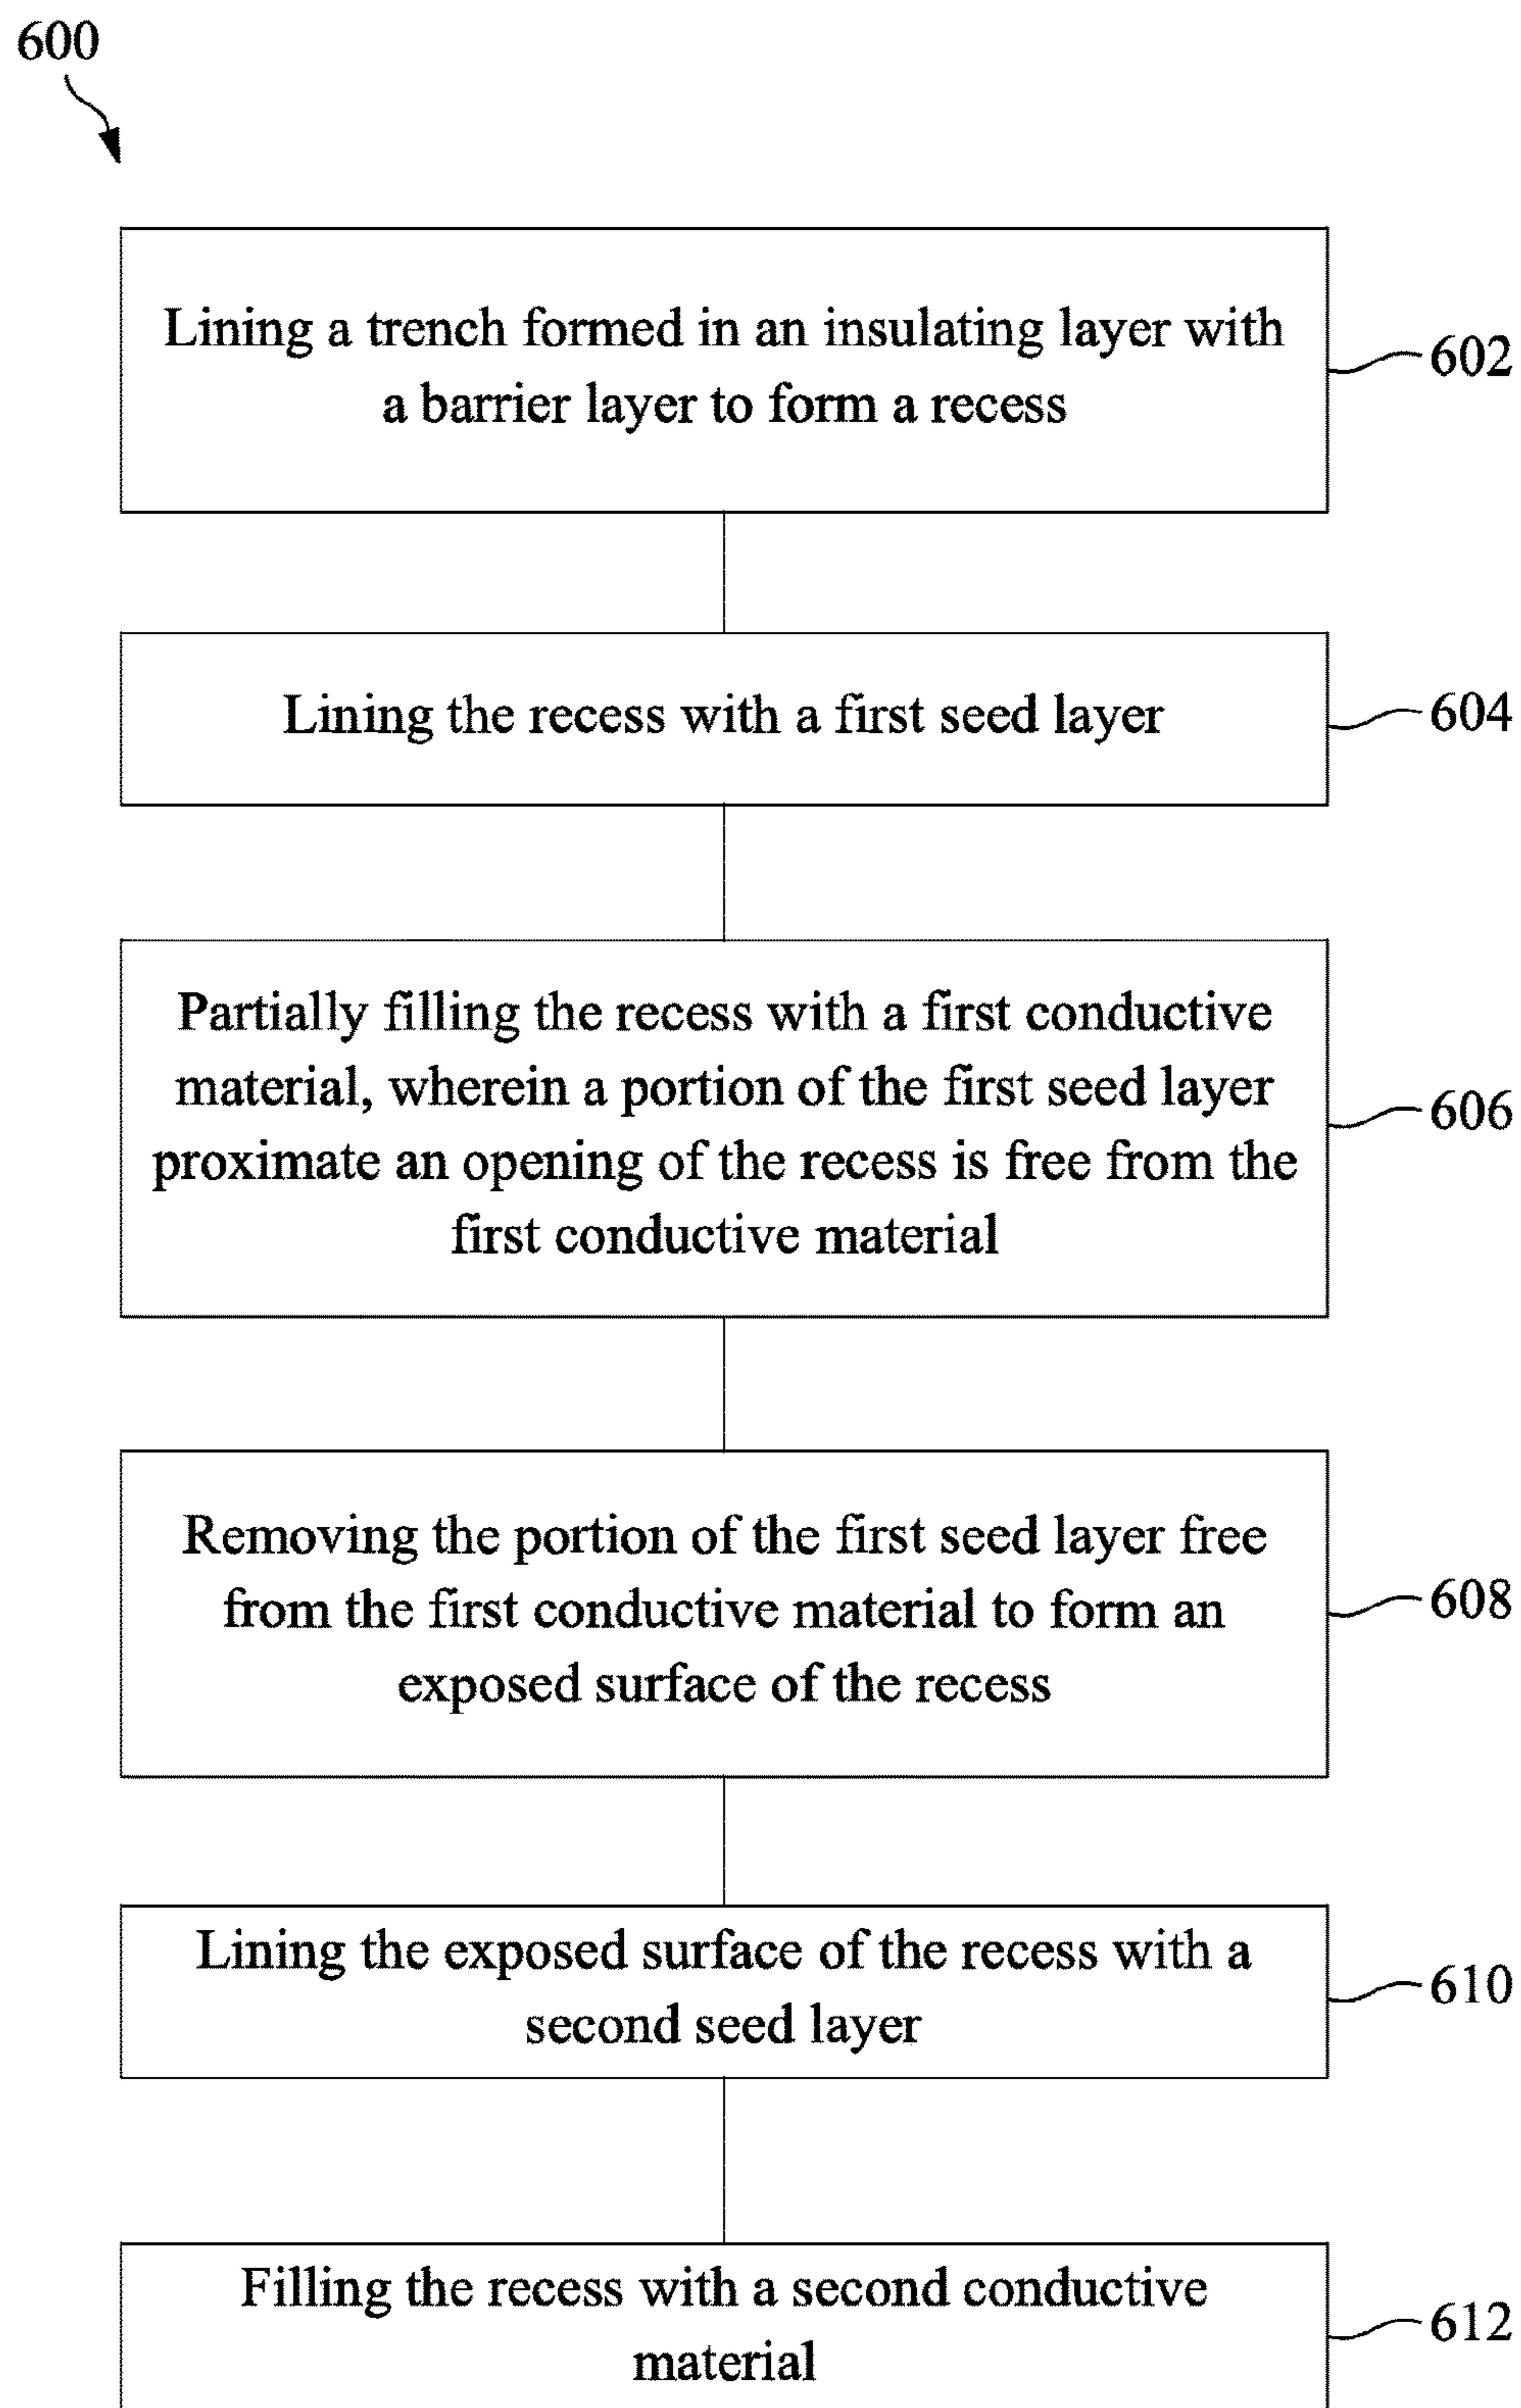 600
Lining a trench formed in an insulating layer with
a barrier layer to form a recess
602
Lining the recess with a first seed layer
604
Partially filling the recess with a first conductive
material, wherein a portion of the first seed layer
proximate an opening of the recess is free from the
first conductive material
606
Removing the portion of the first seed layer free
from the first conductive material to form an
exposed surface of the recess
608
Lining the exposed surface of the recess with a
second seed layer
610
Filling the recess with a second conductive
material
612